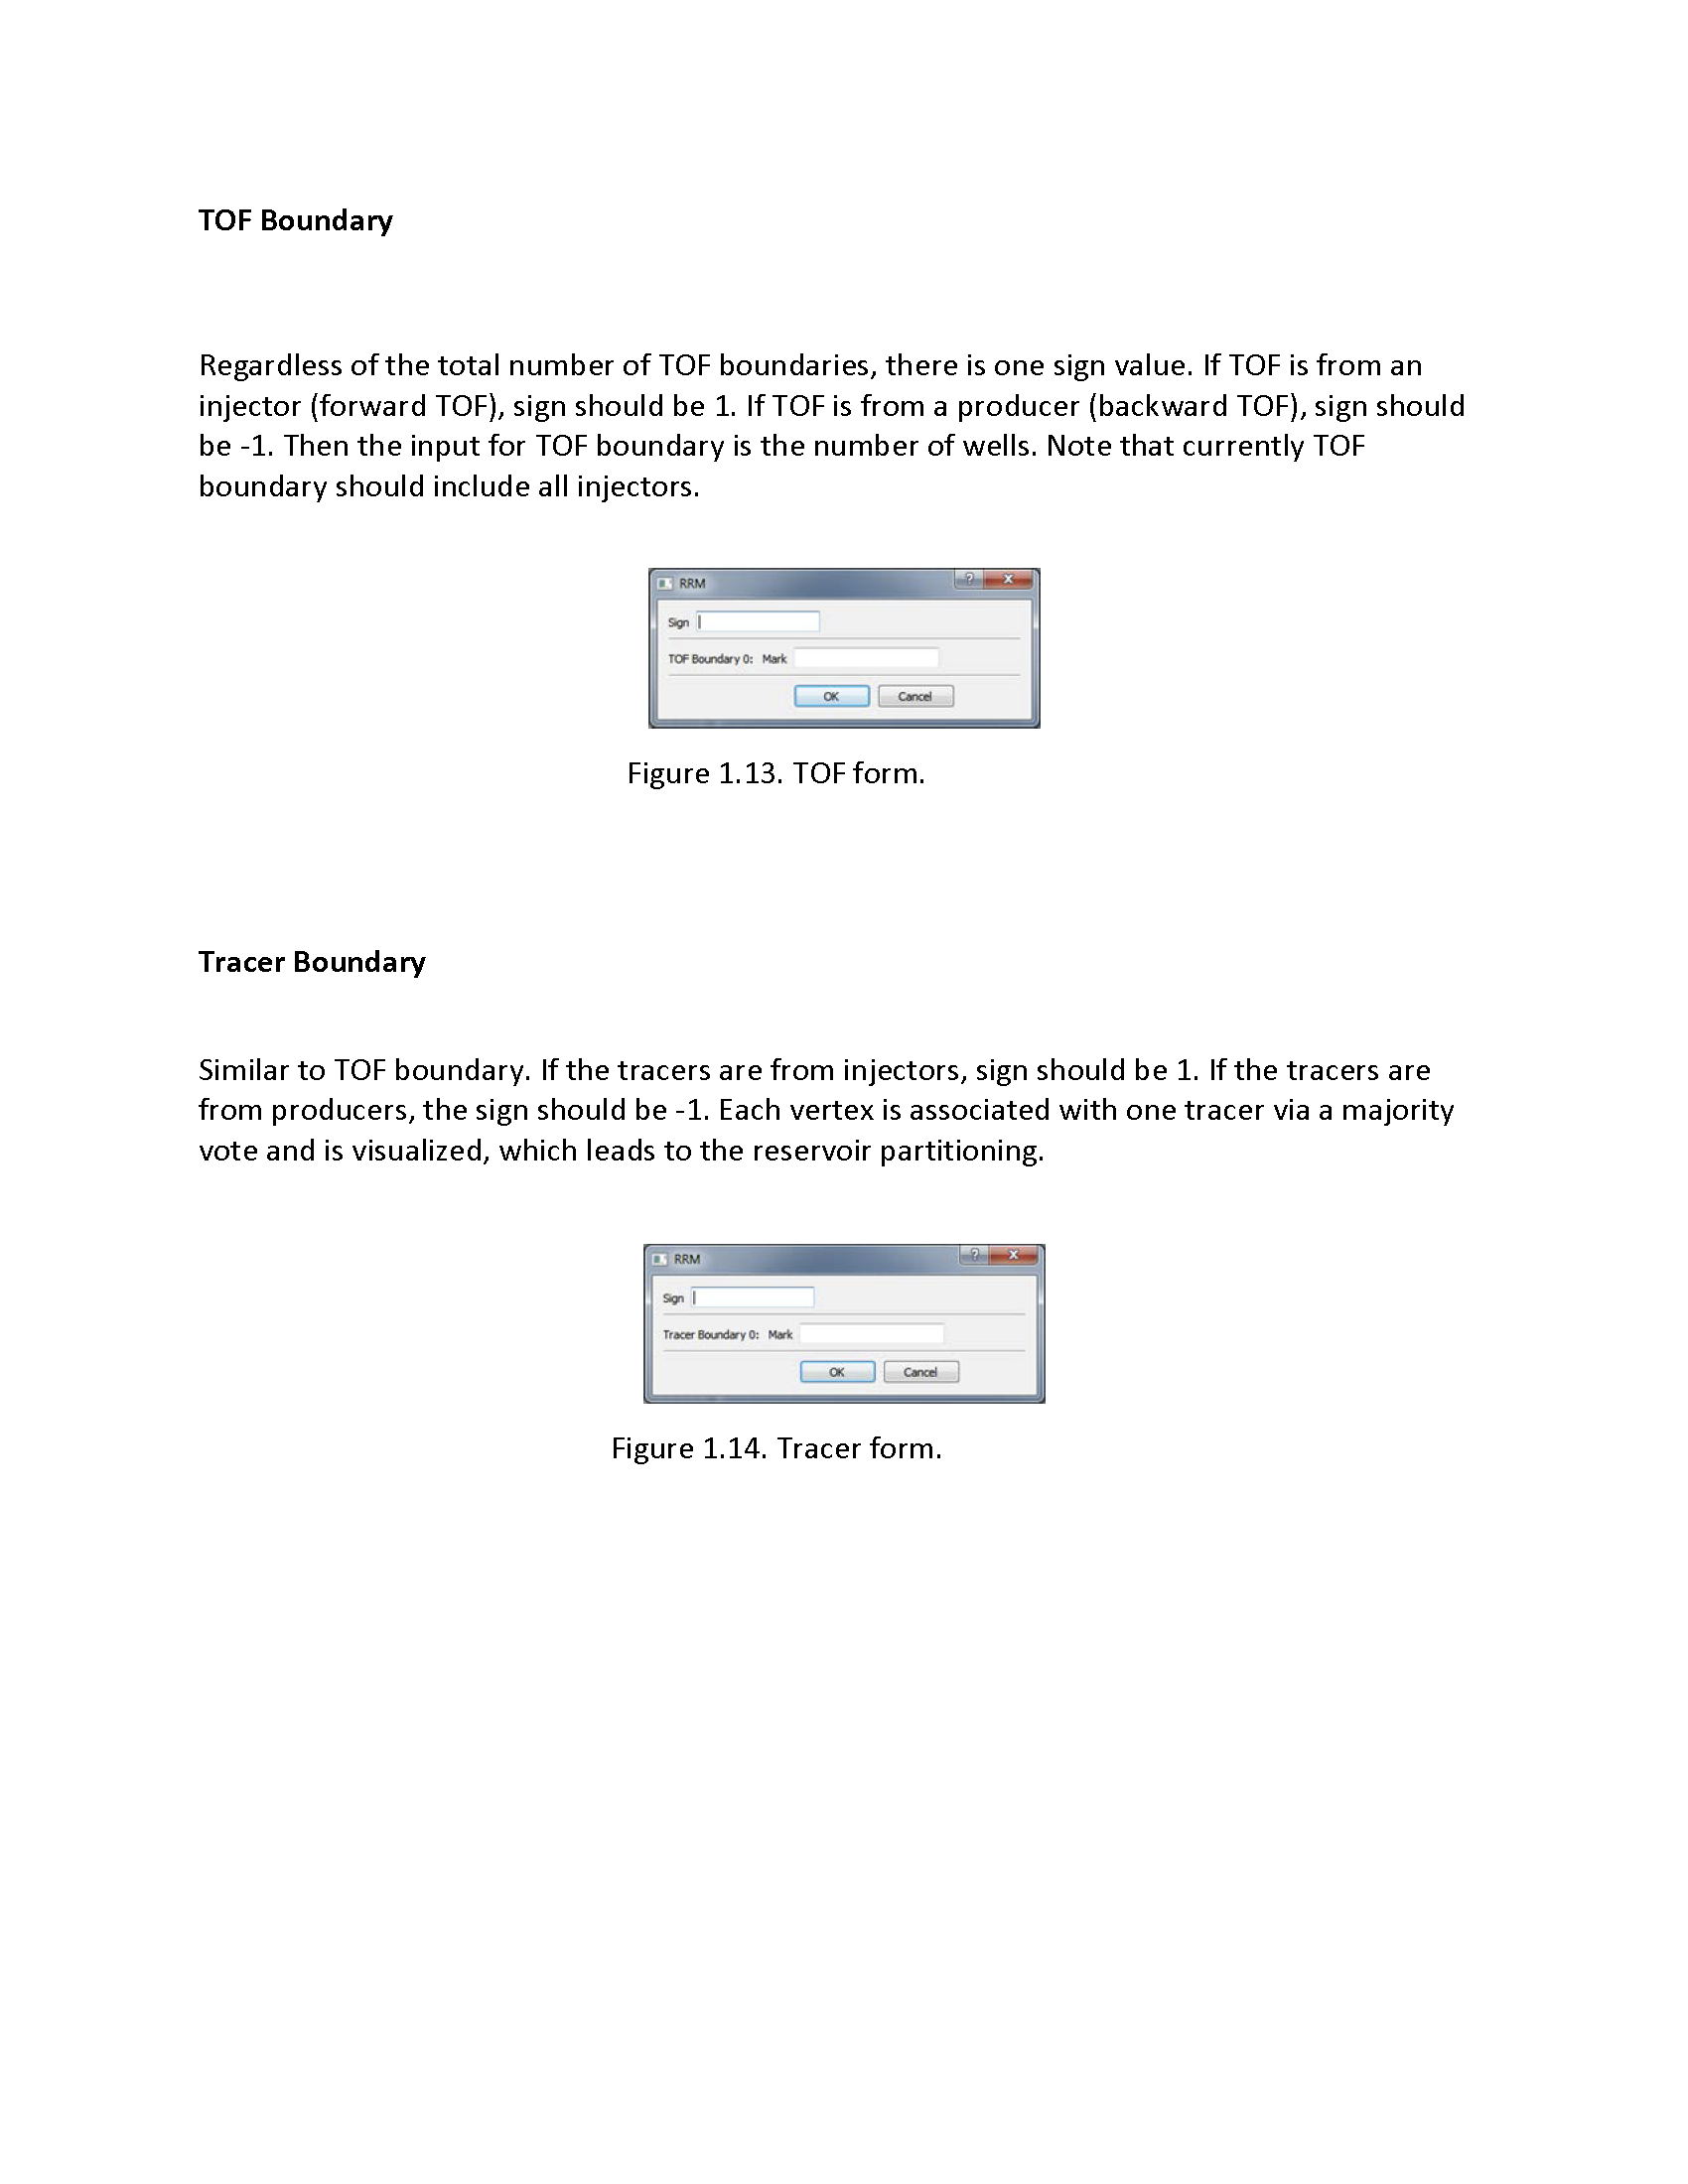 TOF Boundary
Regardless of the total number of TOF boundaries, there is one sign value. If TOF is from an
injector (forward TOF), sign should be 1. If TOF is from a producer (backward TOF), sign should
be -1. Then the input for TOF boundary is the number of wells. Note that currently TOF
boundary should include all injectors.
RRM
Sign
TOF Boundary 0: Mark
OK Cancel
Figure 1.13. TOF form.
Tracer Boundary
Similar to TOF boundary. If the tracers are from injectors, sign should be 1. If the tracers are
from producers, the sign should be -1. Each vertex is associated with one tracer via a majority
vote and is visualized, which leads to the reservoir partitioning.
RRM
Sign
Tracer Boundary 0: Mark
OK Cancel
Figure 1.14. Tracer form.